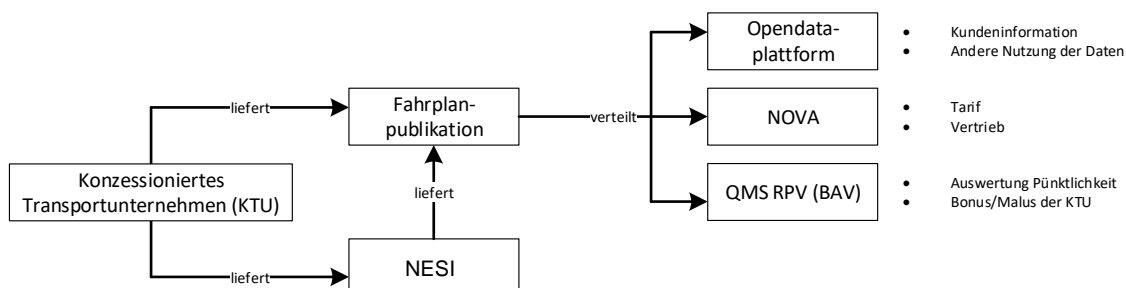 Opendata-
plattform
• Kundeninformation
• Andere Nutzung der Daten
liefert
Fahrplan-
publikation
verteilt
NOVA
• Tarif
• Vertrieb
Konzessioniertes
Transportunternehmen (KTU)
liefert
QMS RPV (BAV)
• Auswertung Pünktlichkeit
• Bonus/Malus der KTU
liefert
NESI